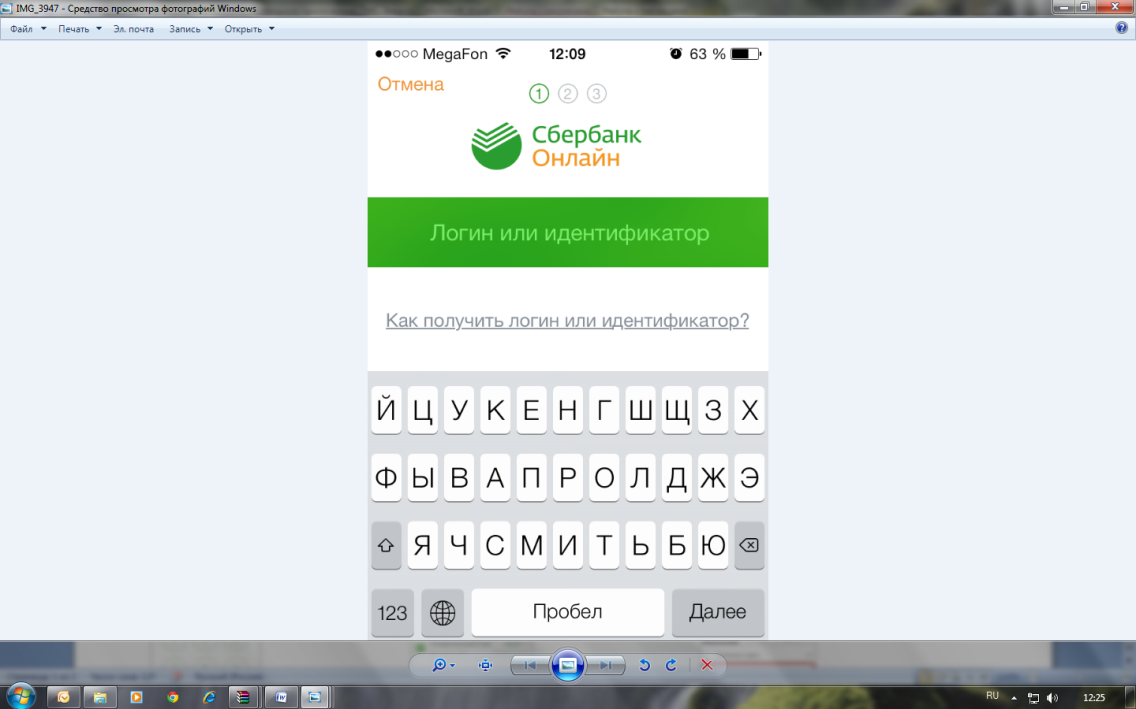 IMG_3947 - Средство просмотра фотографий Windows
Файл Печать Эл. почта Запись Открыть
MegaFon 12:09 63 %
Отмена
1 2 3
Сбербанк
Онлайн
Логин или идентификатор
Как получить логин или идентификатор?
Й Ц У К Е Н Г Ш Щ З Х
Ф Ы В А П Р О Л Д Ж Э
Я Ч С М И Т Ь Б Ю
123 Пробел Далее
RU 12:25